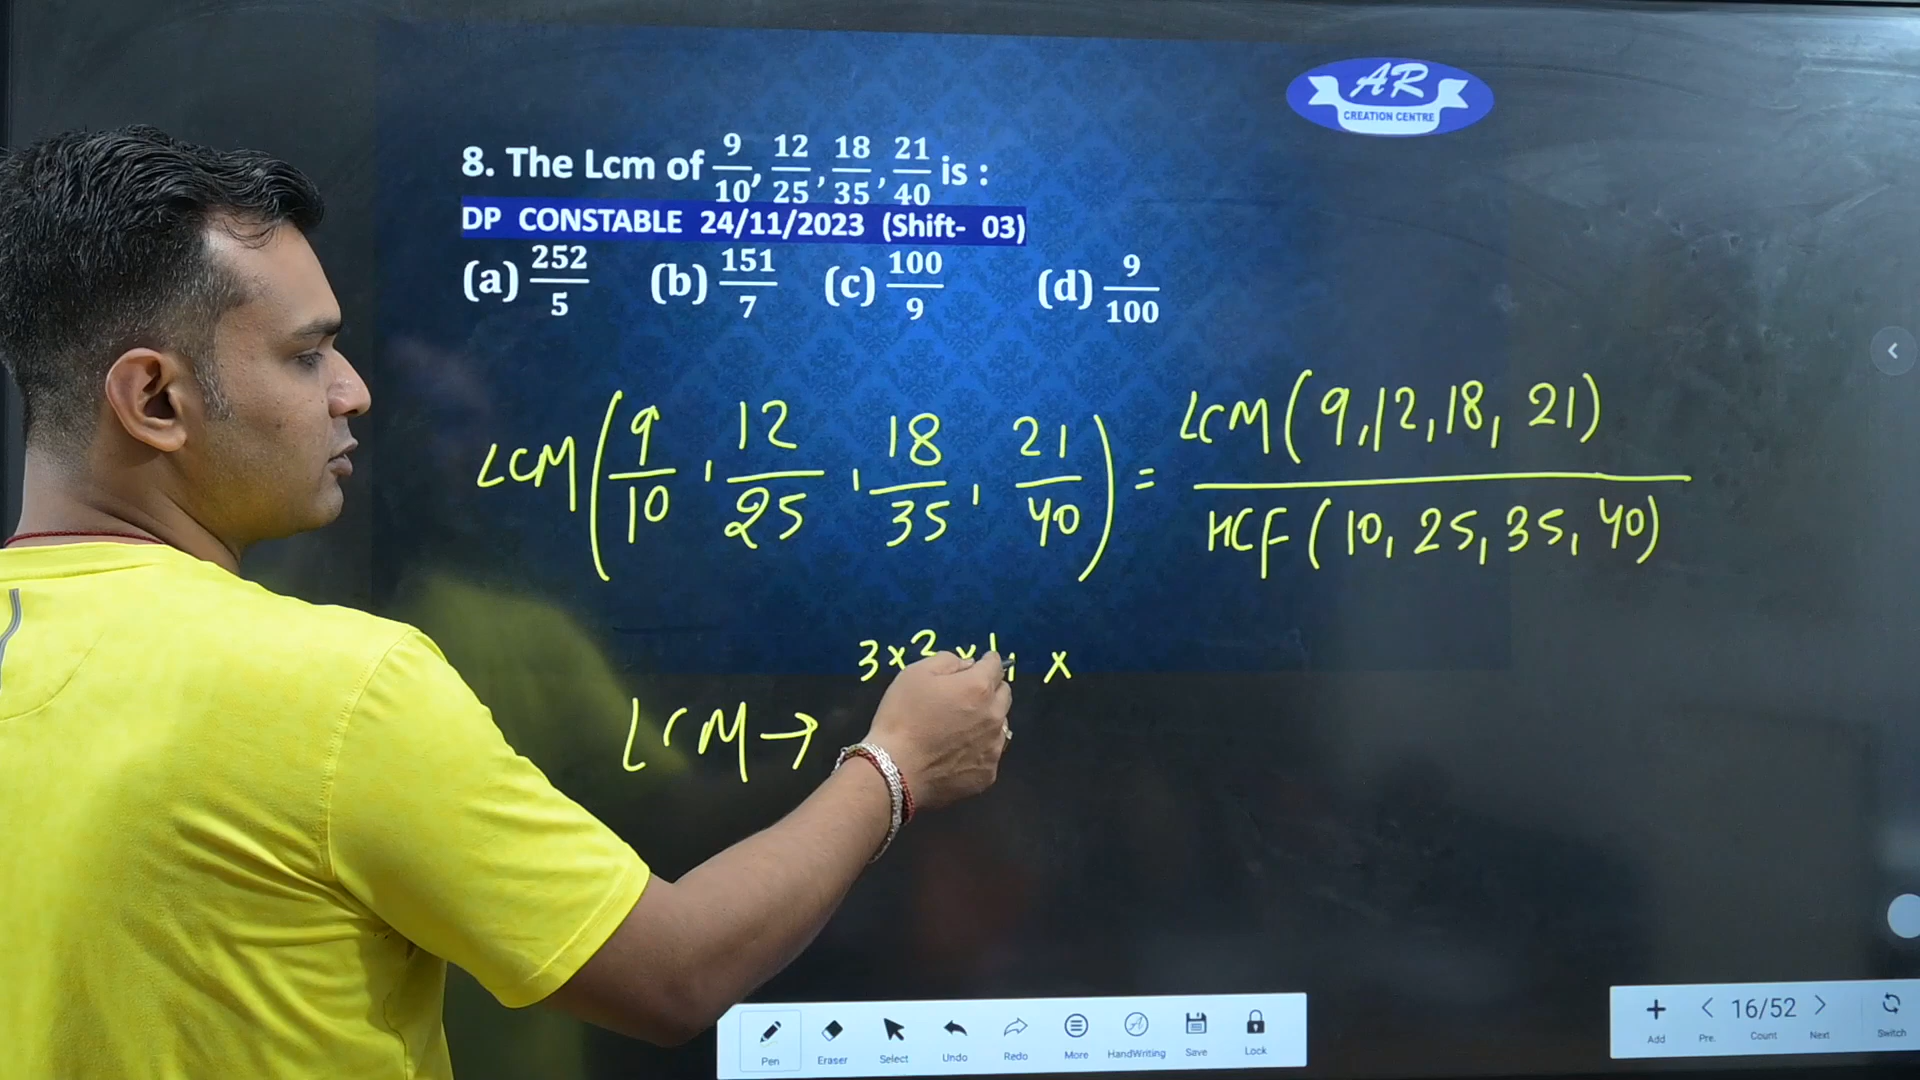 AR
CREATION CENTRE
8. The Lcm of 9/10, 12/25, 18/35, 21/40 is :
DP CONSTABLE 24/11/2023 (Shift- 03)
(a) 252/5 (b) 151/7 (c) 100/9 (d) 9/100
LCM (9/10, 12/25, 18/35, 21/40) = LCM (9,12,18, 21) / HCF (10, 25, 35, 40)
3×3 ×4 ×
LCM →
Pen Eraser Select Undo Redo More HandWriting Save Lock
+ < 16/52 >
Add Pre. Count Next Switch